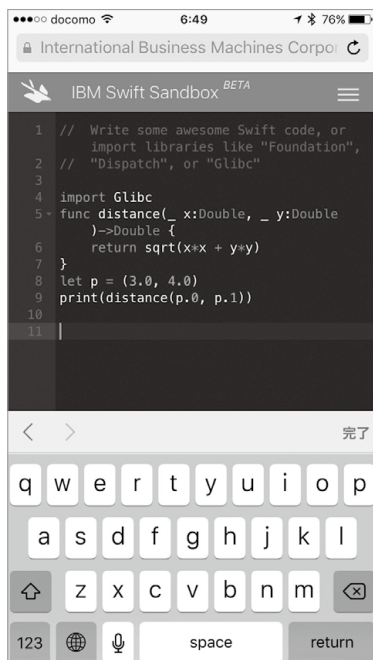 docomo 6:49 76%
International Business Machines Corpo
IBM Swift Sandbox BETA
1 // Write some awesome Swift code, or
import libraries like "Foundation",
2 // "Dispatch", or "Glibc"
3
4 import Glibc
5 func distance(_ x:Double, _ y:Double
)->Double {
6 return sqrt(x*x + y*y)
7 }
8 let p = (3.0, 4.0)
9 print(distance(p.0, p.1))
10
11
完了
q w e r t y u i o p
a s d f g h j k l
z x c v b n m
123 space return